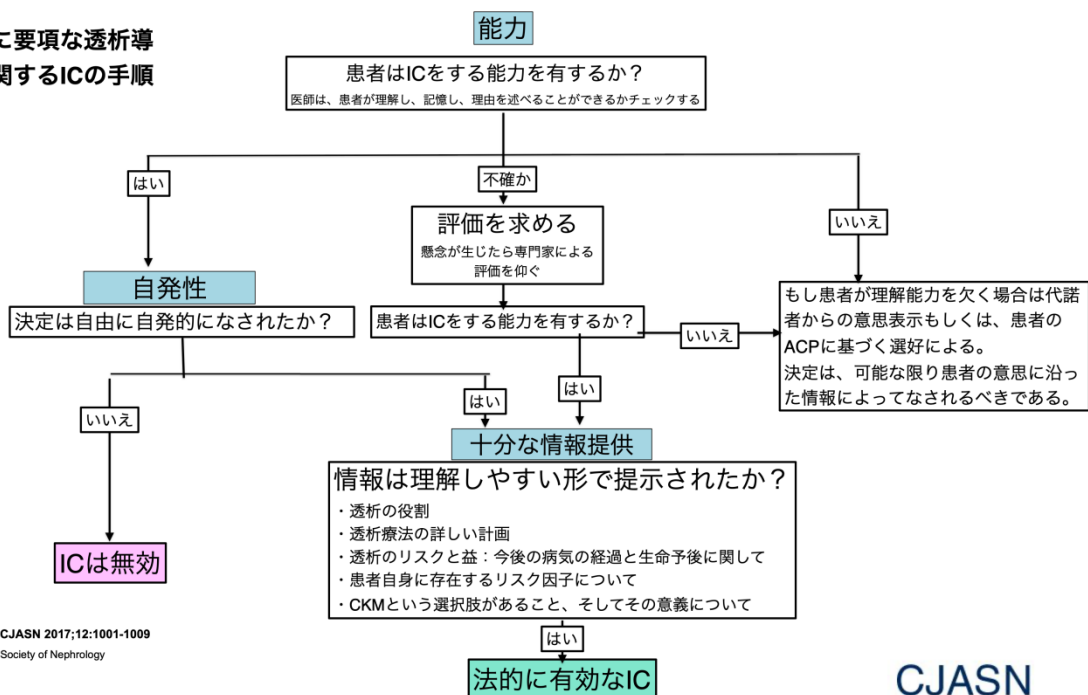 能力
に要項な透析導
関するICの手順
患者はICをする能力を有するか？
医師は、患者が理解し、記憶し、理由を述べることができるかチェックする
はい
不確か
いいえ
評価を求める
懸念が生じたら専門家による
評価を仰ぐ
自発性
決定は自由に自発的になされたか？
患者はICをする能力を有するか？
いいえ
もし患者が理解能力を欠く場合は代諾
者からの意思表示もしくは、患者の
ACPに基づく選好による。
決定は、可能な限り患者の意思に沿っ
た情報によってなされるべきである。
いいえ
はい
はい
十分な情報提供
情報は理解しやすい形で提示されたか？
・透析の役割
・透析療法の詳しい計画
・透析のリスクと益：今後の病気の経過と生命予後に関して
・患者自身に存在するリスク因子について
・CKMという選択肢があること、そしてその意義について
ICは無効
はい
法的に有効なIC
CJASN 2017;12:1001-1009
Society of Nephrology
CJASN